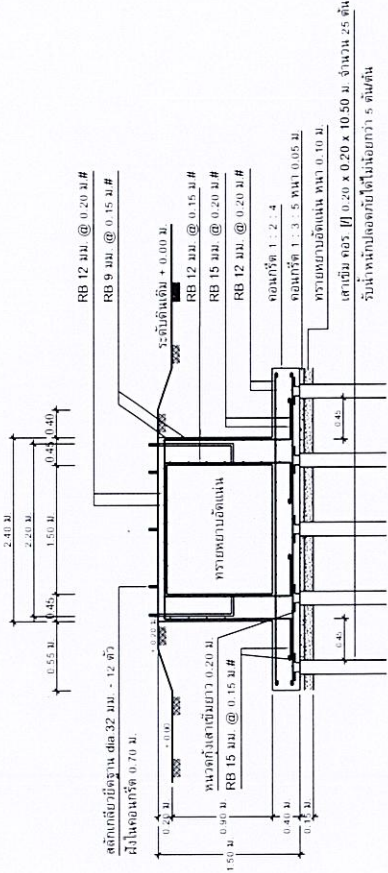 2.40 ม.
2.20 ม.
0.55 ม.
0.45
1.50 ม.
0.45
0.40
สลักเกลียวยึดฐาน dia 32 มม. - 12 ตัว
ฝังในคอนกรีต 0.70 ม.
RB 12 มม. @ 0.20 ม.#
RB 9 มม. @ 0.15 ม.#
ระดับดินเดิม + 0.00 ม.
RB 12 มม. @ 0.15 ม.#
RB 15 มม. @ 0.20 ม.#
RB 12 มม. @ 0.20 ม.#
คอนกรีต 1 : 2 : 4
คอนกรีต 1 : 3 : 5 หนา 0.05 ม.
ทรายหยาบอัดแน่น หนา 0.10 ม.
เสาเข็ม คอร. [I] 0.20 x 0.20 x 10.50 ม. จำนวน 25 ต้น
รับน้ำหนักปลอดภัยได้ไม่น้อยกว่า 5 ตัน/ต้น
+ 0.20 ม.
+ 0.00
ทรายหยาบอัดแน่น
หนวดกุ้งเสาเข็มยาว 0.20 ม.
RB 15 มม. @ 0.15 ม.#
0.45
0.45
0.20 ม.
0.90 ม.
0.40 ม.
0.15 ม.
1.50 ม.